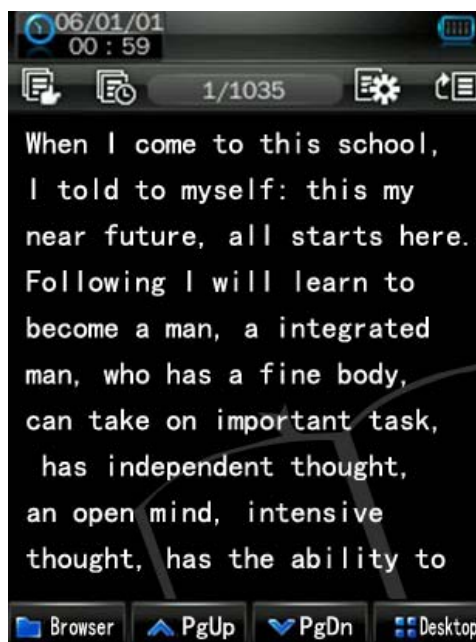 06/01/01
00 : 59
1/1035
When I come to this school,
I told to myself: this my
near future, all starts here.
Following I will learn to
become a man, a integrated
man, who has a fine body,
can take on important task,
has independent thought,
an open mind, intensive
thought, has the ability to
Browser PgUp PgDn Desktop